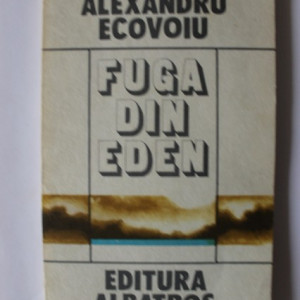 ALEXANDRU
ECOVOIU
FUGA
DIN
EDEN
EDITURA
ALBATROS